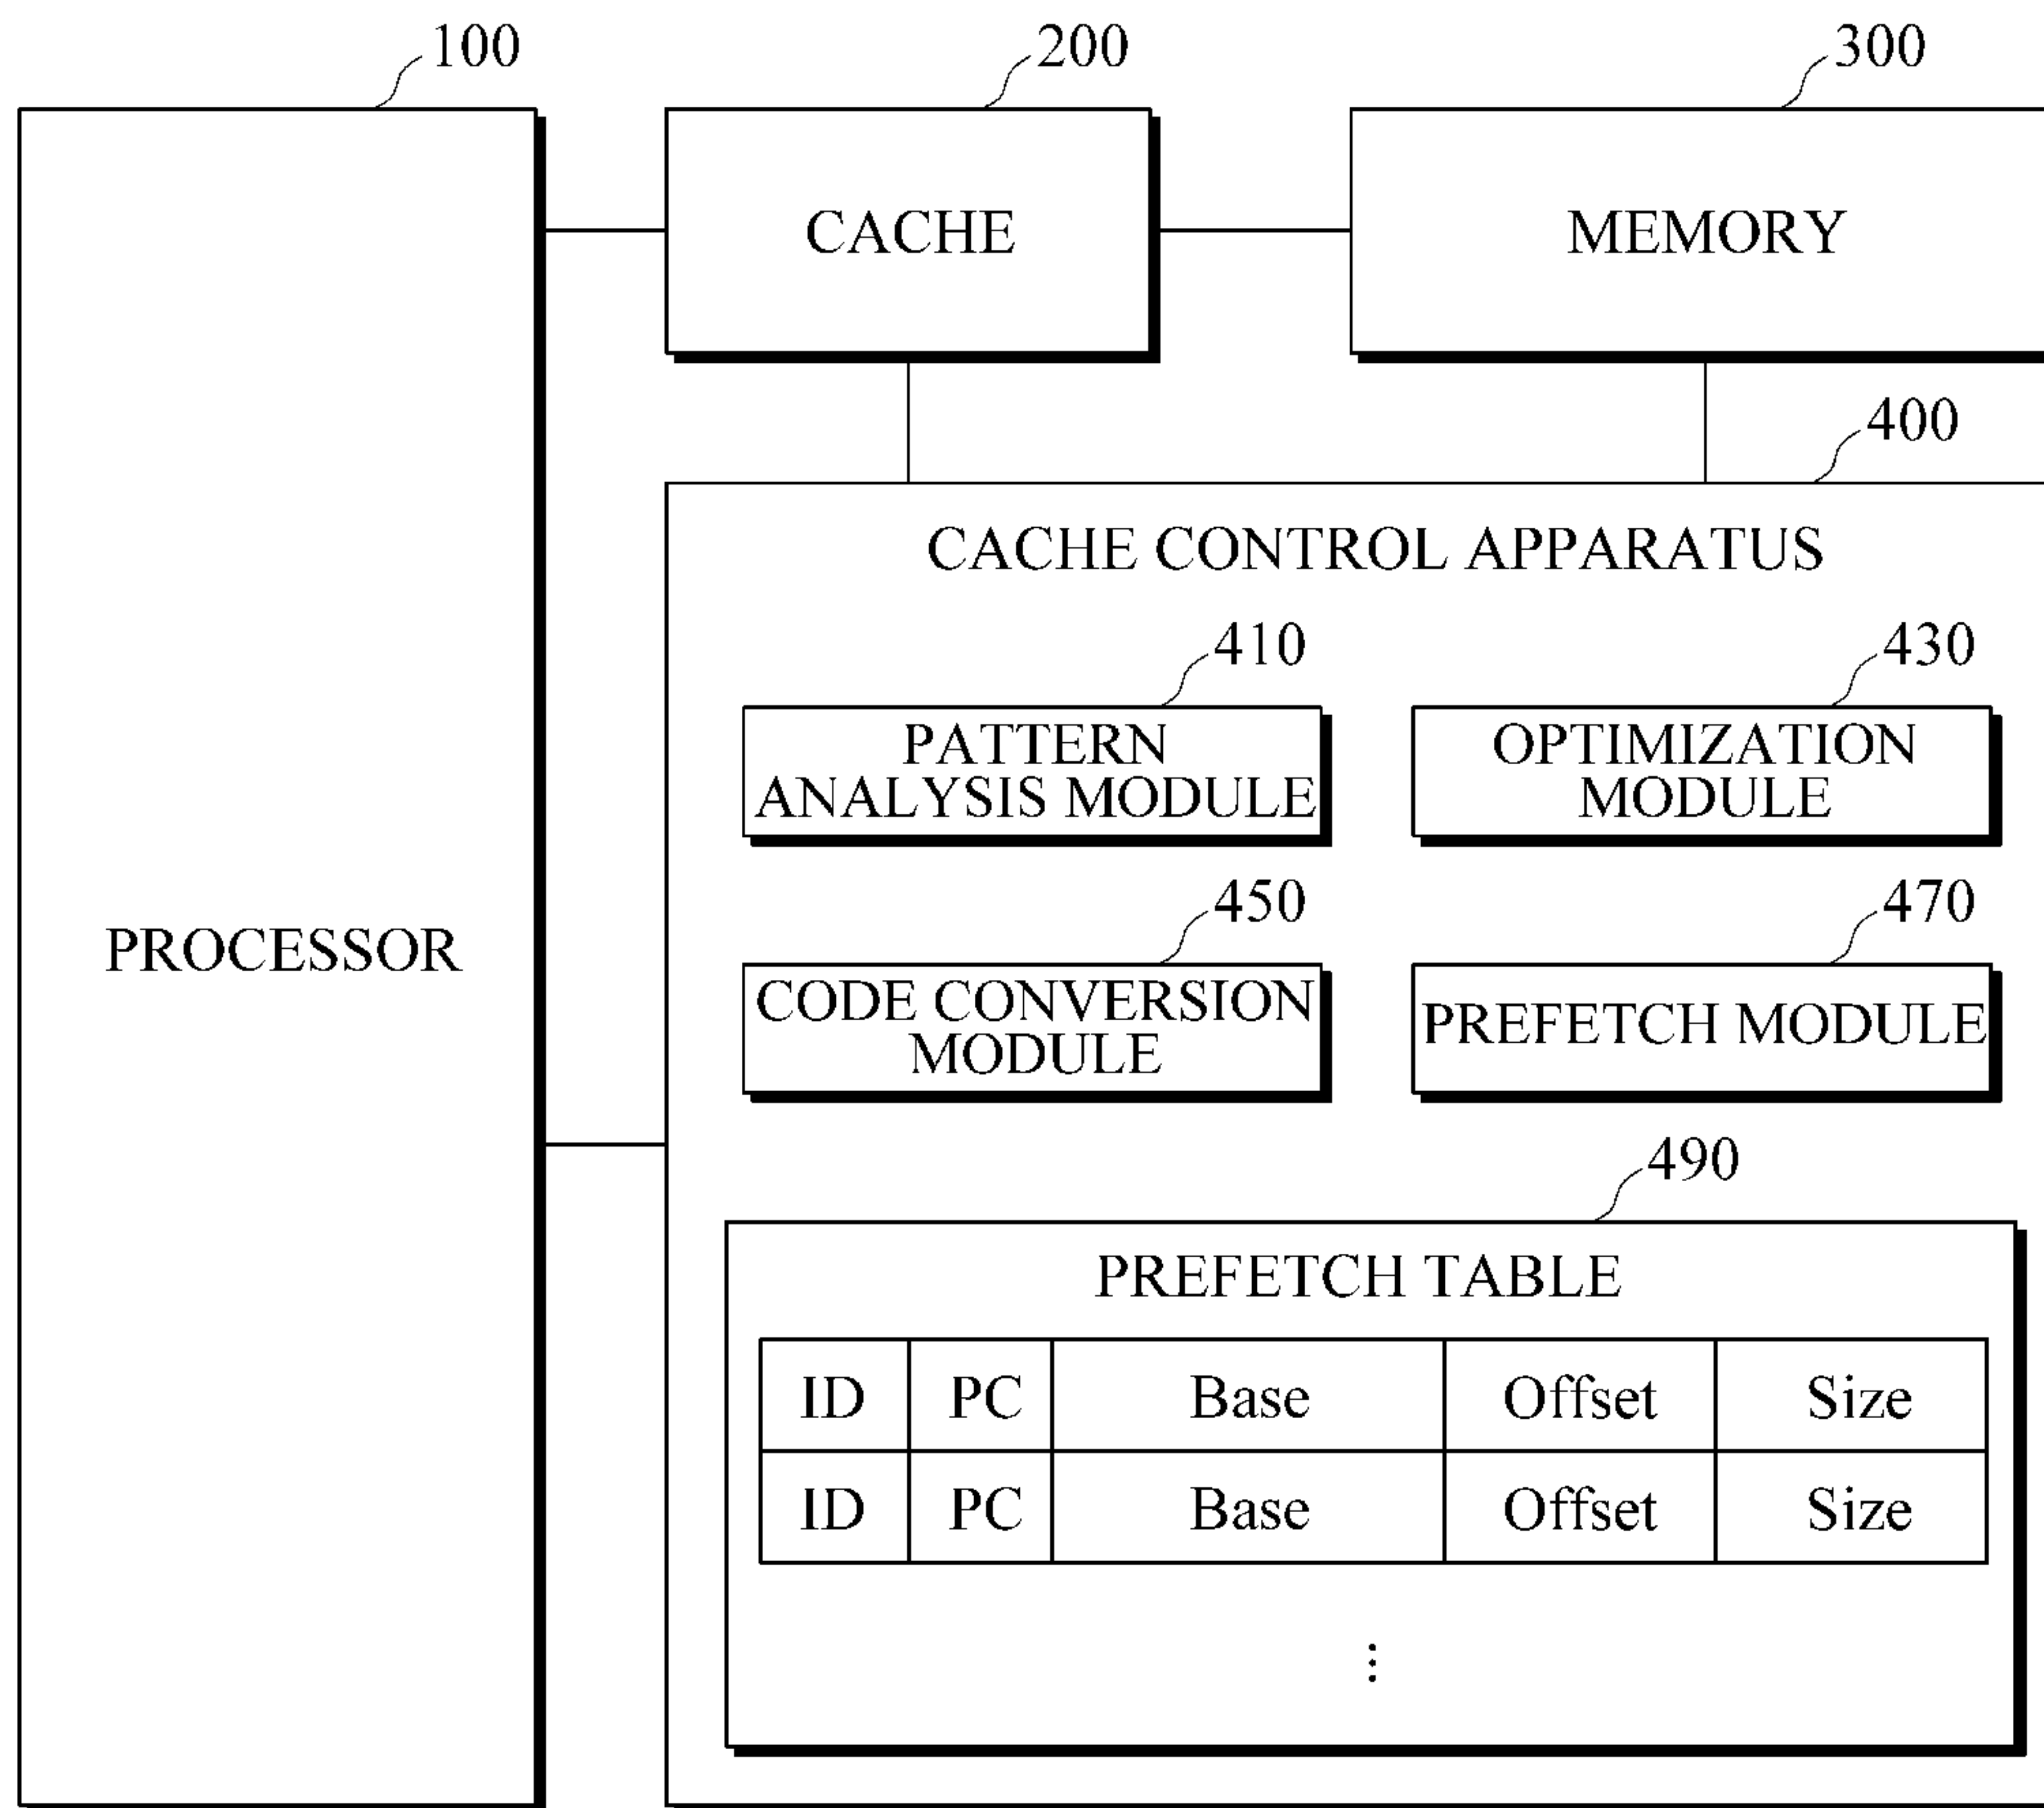 100
200
300
CACHE
MEMORY
400
CACHE CONTROL APPARATUS
410
430
PATTERN
ANALYSIS MODULE
OPTIMIZATION
MODULE
450
470
PROCESSOR
CODE CONVERSION
MODULE
PREFETCH MODULE
490
PREFETCH TABLE
ID PC Base Offset Size
ID PC Base Offset Size